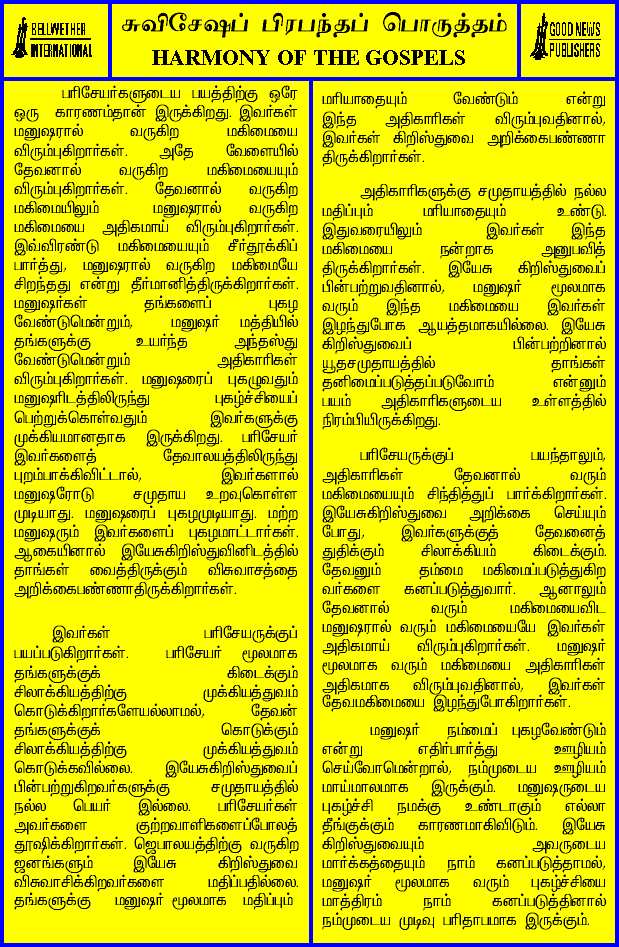 BELLWETHER
INTERNATIONAL
சுவிசேஷப் பிரபந்தப் பொருத்தம்
HARMONY OF THE GOSPELS
GOOD NEWS
PUBLISHERS
பரிசேயர்களுடைய பயத்திற்கு ஒரே
ஒரு காரணம்தான் இருக்கிறது. இவர்கள்
மனுஷரால் வருகிற மகிமையை
விரும்புகிறார்கள். அதே வேளையில்
தேவனால் வருகிற மகிமையையும்
விரும்புகிறார்கள். தேவனால் வருகிற
மகிமையிலும் மனுஷரால் வருகிற
மகிமையை அதிகமாய் விரும்புகிறார்கள்.
இவ்விரண்டு மகிமையையும் சீர்தூக்கிப்
பார்த்து, மனுஷரால் வருகிற மகிமையே
சிறந்தது என்று தீர்மானித்திருக்கிறார்கள்.
மனுஷர்கள் தங்களைப் புகழ
வேண்டுமென்றும், மனுஷர் மத்தியில்
தங்களுக்கு உயர்ந்த அந்தஸ்து
வேண்டுமென்றும் அதிகாரிகள்
விரும்புகிறார்கள். மனுஷரைப் புகழுவதும்
மனுஷரிடத்திலிருந்து புகழ்ச்சியைப்
பெற்றுக்கொள்வதும் இவர்களுக்கு
முக்கியமானதாக இருக்கிறது. பரிசேயர்
இவர்களைத் தேவாலயத்திலிருந்து
புறம்பாக்கிவிட்டால், இவர்களால்
மனுஷரோடு சமுதாய உறவுகொள்ள
முடியாது. மனுஷரைப் புகழமுடியாது. மற்ற
மனுஷரும் இவர்களைப் புகழமாட்டார்கள்.
ஆகையினால் இயேசுகிறிஸ்துவினிடத்தில்
தாங்கள் வைத்திருக்கும் விசுவாசத்தை
அறிக்கைபண்ணாதிருக்கிறார்கள்.
இவர்கள் பரிசேயருக்குப்
பயப்படுகிறார்கள். பரிசேயர் மூலமாக
தங்களுக்குக் கிடைக்கும்
சிலாக்கியத்திற்கு முக்கியத்துவம்
கொடுக்கிறார்களேயல்லாமல், தேவன்
தங்களுக்குக் கொடுக்கும்
சிலாக்கியத்திற்கு முக்கியத்துவம்
கொடுக்கவில்லை. இயேசுகிறிஸ்துவைப்
பின்பற்றுகிறவர்களுக்கு சமுதாயத்தில்
நல்ல பெயர் இல்லை. பரிசேயர்கள்
அவர்களை குற்றவாளிகளைப்போலத்
தூஷிக்கிறார்கள். ஜெபாலயத்திற்கு வருகிற
ஜனங்களும் இயேசு கிறிஸ்துவை
விசுவாசிக்கிறவர்களை மதிப்பதில்லை.
தங்களுக்கு மனுஷர் மூலமாக மதிப்பும்
மரியாதையும் வேண்டும் என்று
இந்த அதிகாரிகள் விரும்புவதினால்,
இவர்கள் கிறிஸ்துவை அறிக்கைபண்ணா
திருக்கிறார்கள்.
அதிகாரிகளுக்கு சமுதாயத்தில் நல்ல
மதிப்பும் மரியாதையும் உண்டு.
இதுவரையிலும் இவர்கள் இந்த
மகிமையை நன்றாக அனுபவித்
திருக்கிறார்கள். இயேசு கிறிஸ்துவைப்
பின்பற்றுவதினால், மனுஷர் மூலமாக
வரும் இந்த மகிமையை இவர்கள்
இழந்துபோக ஆயத்தமாகயில்லை. இயேசு
கிறிஸ்துவைப் பின்பற்றினால்
யூதசமுதாயத்தில் தாங்கள்
தனிமைப்படுத்தப்படுவோம் என்னும்
பயம் அதிகாரிகளுடைய உள்ளத்தில்
நிரம்பியிருக்கிறது.
பரிசேயருக்குப் பயந்தாலும்,
அதிகாரிகள் தேவனால் வரும்
மகிமையையும் சிந்தித்துப் பார்க்கிறார்கள்.
இயேசுகிறிஸ்துவை அறிக்கை செய்யும்
போது, இவர்களுக்குத் தேவனைத்
துதிக்கும் சிலாக்கியம் கிடைக்கும்.
தேவனும் தம்மை மகிமைப்படுத்துகிற
வர்களை கனப்படுத்துவார். ஆனாலும்
தேவனால் வரும் மகிமையைவிட
மனுஷரால் வரும் மகிமையையே இவர்கள்
அதிகமாய் விரும்புகிறார்கள். மனுஷர்
மூலமாக வரும் மகிமையை அதிகாரிகள்
அதிகமாக விரும்புவதினால், இவர்கள்
தேவமகிமையை இழந்துபோகிறார்கள்.
மனுஷர் நம்மைப் புகழவேண்டும்
என்று எதிர்பார்த்து ஊழியம்
செய்வோமென்றால், நம்முடைய ஊழியம்
மாய்மாலமாக இருக்கும். மனுஷருடைய
புகழ்ச்சி நமக்கு உண்டாகும் எல்லா
தீங்குக்கும் காரணமாகிவிடும். இயேசு
கிறிஸ்துவையும் அவருடைய
மார்க்கத்தையும் நாம் கனப்படுத்தாமல்,
மனுஷர் மூலமாக வரும் புகழ்ச்சியை
மாத்திரம் நாம் கனப்படுத்தினால்
நம்முடைய முடிவு பரிதாபமாக இருக்கும்.